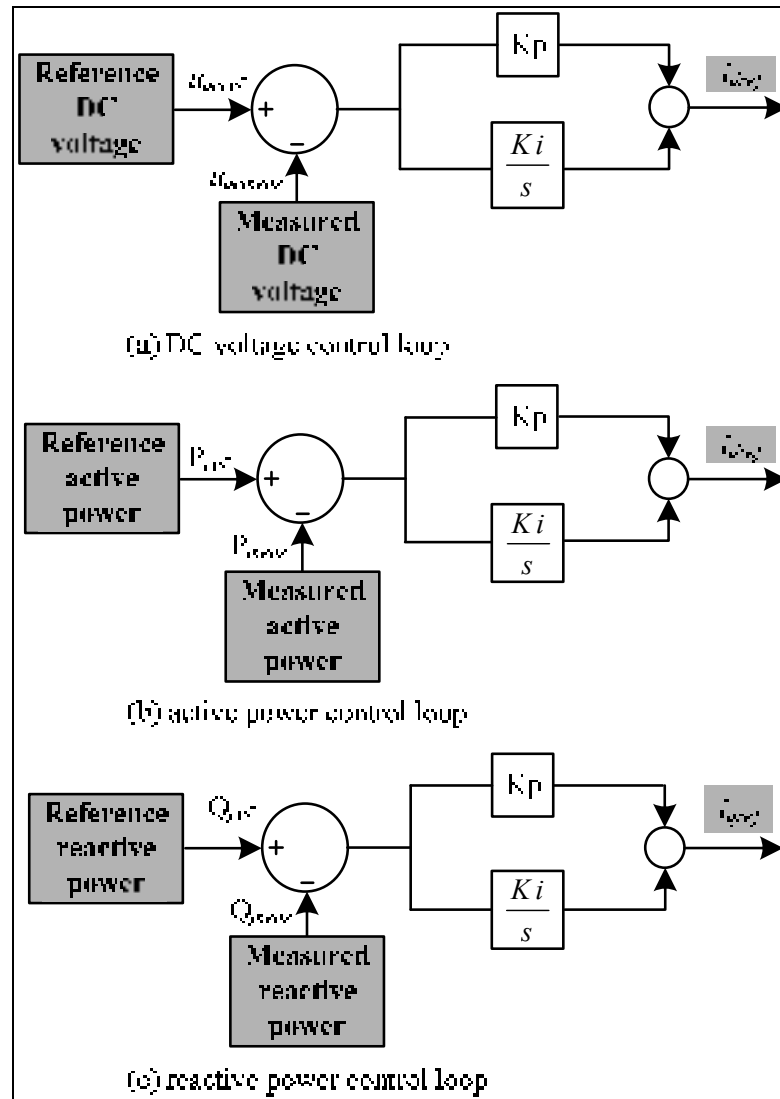 Reference
DC
voltage
+
−
Measured
DC
voltage
Kp
Ki
s
(a) DC voltage control loop
Reference
active
power
+
−
Measured
active
power
Kp
Ki
s
(b) active power control loop
Reference
reactive
power
+
−
Measured
reactive
power
Kp
Ki
s
(c) reactive power control loop